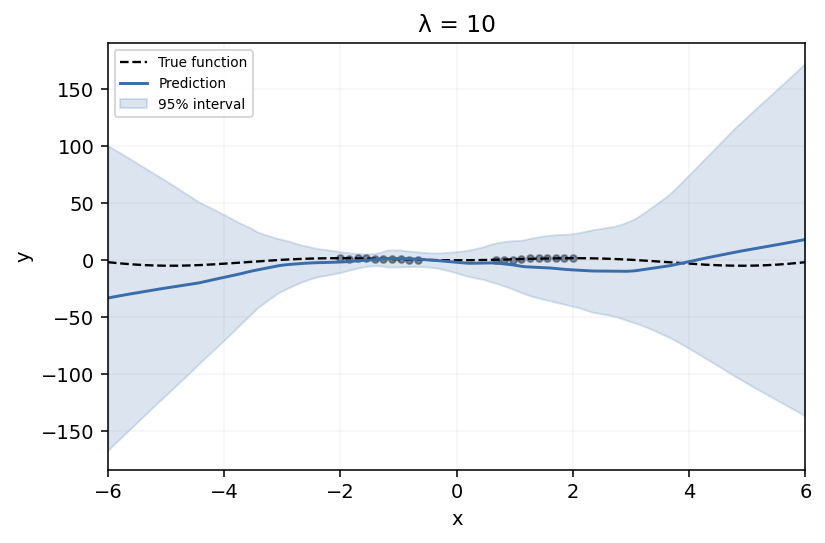 λ = 10
True function
Prediction
95% interval
150
100
50
0
−50
−100
−150
y
−6
−4
−2
0
2
4
6
x